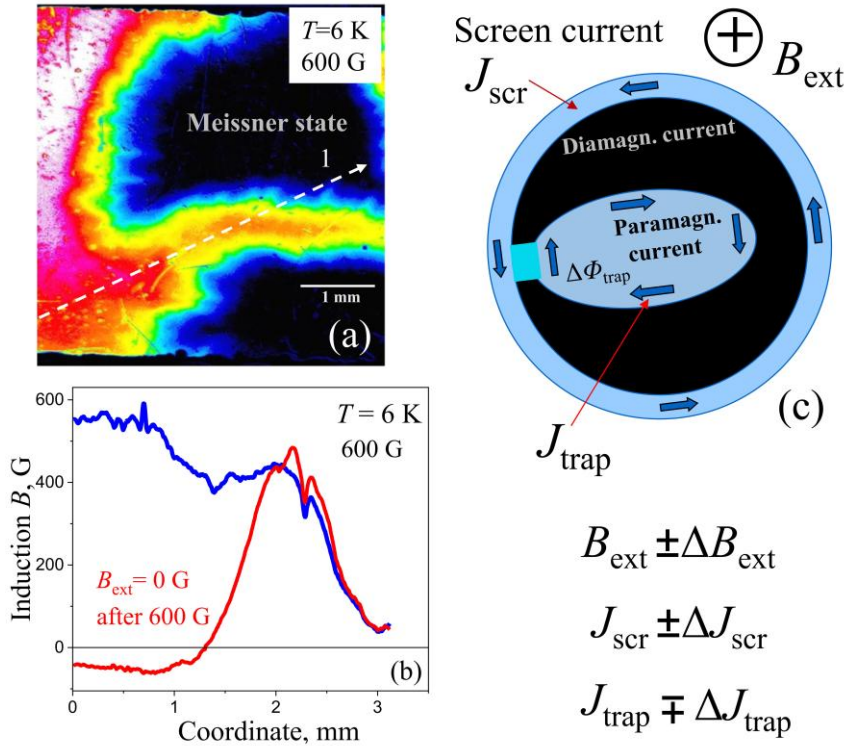 T=6 K
600 G
Meissner state
1
1 mm
(a)
600
400
200
0
Induction B, G
T = 6 K
600 G
B_ext= 0 G
after 600 G
(b)
0
1
2
3
Coordinate, mm
Screen current
J_scr
B_ext
Diamagn. current
Paramagn.
current
ΔΦ_trap
(c)
J_trap
B_ext ±ΔB_ext
J_scr ±ΔJ_scr
J_trap ∓ ΔJ_trap